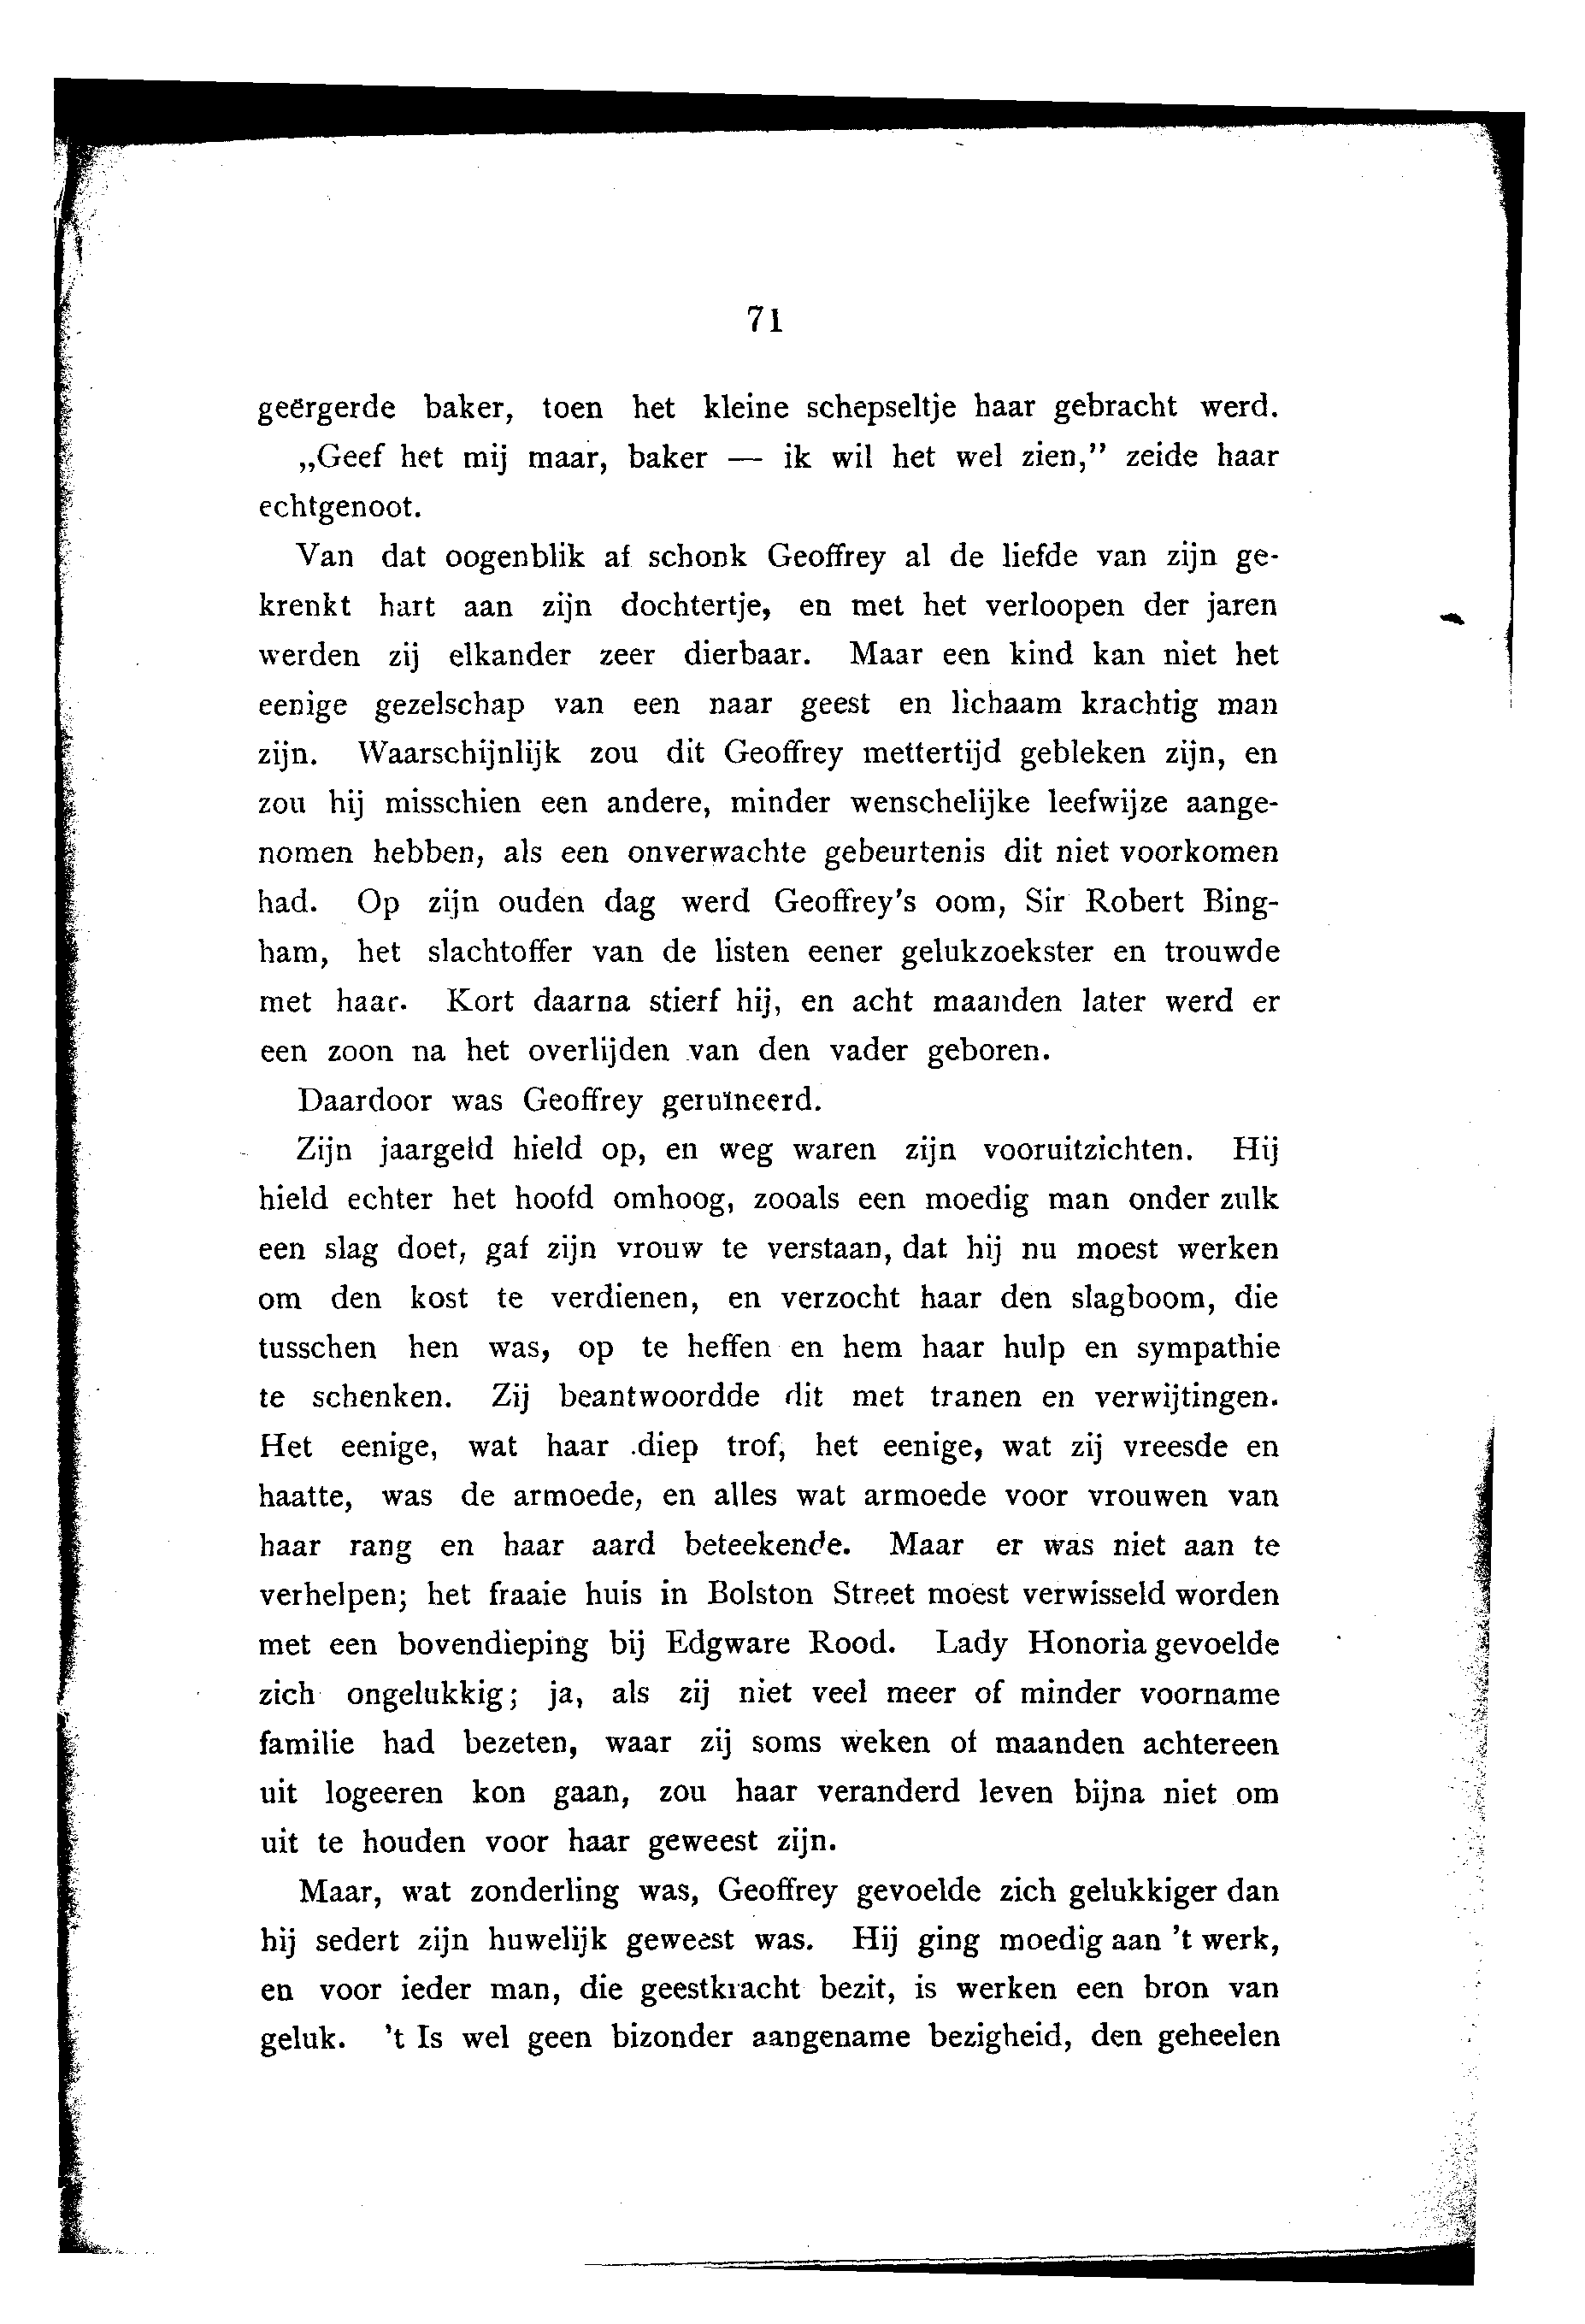 71
geërgerde baker, toen het kleine schepseltje haar gebracht werd.
„Geef het mij maar, baker — ik wil het wel zien,” zeide haar
echtgenoot.
Van dat oogenblik af schonk Geoffrey al de liefde van zijn ge-
krenkt hart aan zijn dochtertje, en met het verloopen der jaren
werden zij elkander zeer dierbaar. Maar een kind kan niet het
eenige gezelschap van een naar geest en lichaam krachtig man
zijn. Waarschijnlijk zou dit Geoffrey mettertijd gebleken zijn, en
zou hij misschien een andere, minder wenschelijke leefwijze aange-
nomen hebben, als een onverwachte gebeurtenis dit niet voorkomen
had. Op zijn ouden dag werd Geoffrey's oom, Sir Robert Bing-
ham, het slachtoffer van de listen eener gelukzoekster en trouwde
met haar. Kort daarna stierf hij, en acht maanden later werd er
een zoon na het overlijden van den vader geboren.
Daardoor was Geoffrey geruïneerd.
Zijn jaargeld hield op, en weg waren zijn vooruitzichten. Hij
hield echter het hoofd omhoog, zooals een moedig man onder zulk
een slag doet, gaf zijn vrouw te verstaan, dat hij nu moest werken
om den kost te verdienen, en verzocht haar den slagboom, die
tusschen hen was, op te heffen en hem haar hulp en sympathie
te schenken. Zij beantwoordde dit met tranen en verwijtingen.
Het eenige, wat haar diep trof, het eenige, wat zij vreesde en
haatte, was de armoede, en alles wat armoede voor vrouwen van
haar rang en haar aard beteekende. Maar er was niet aan te
verhelpen; het fraaie huis in Bolston Street moest verwisseld worden
met een bovendieping bij Edgware Rood. Lady Honoria gevoelde
zich ongelukkig; ja, als zij niet veel meer of minder voorname
familie had bezeten, waar zij soms weken of maanden achtereen
uit logeeren kon gaan, zou haar veranderd leven bijna niet om
uit te houden voor haar geweest zijn.
Maar, wat zonderling was, Geoffrey gevoelde zich gelukkiger dan
hij sedert zijn huwelijk geweest was. Hij ging moedig aan 't werk,
en voor ieder man, die geestkracht bezit, is werken een bron van
geluk. 't Is wel geen bizonder aangename bezigheid, den geheelen